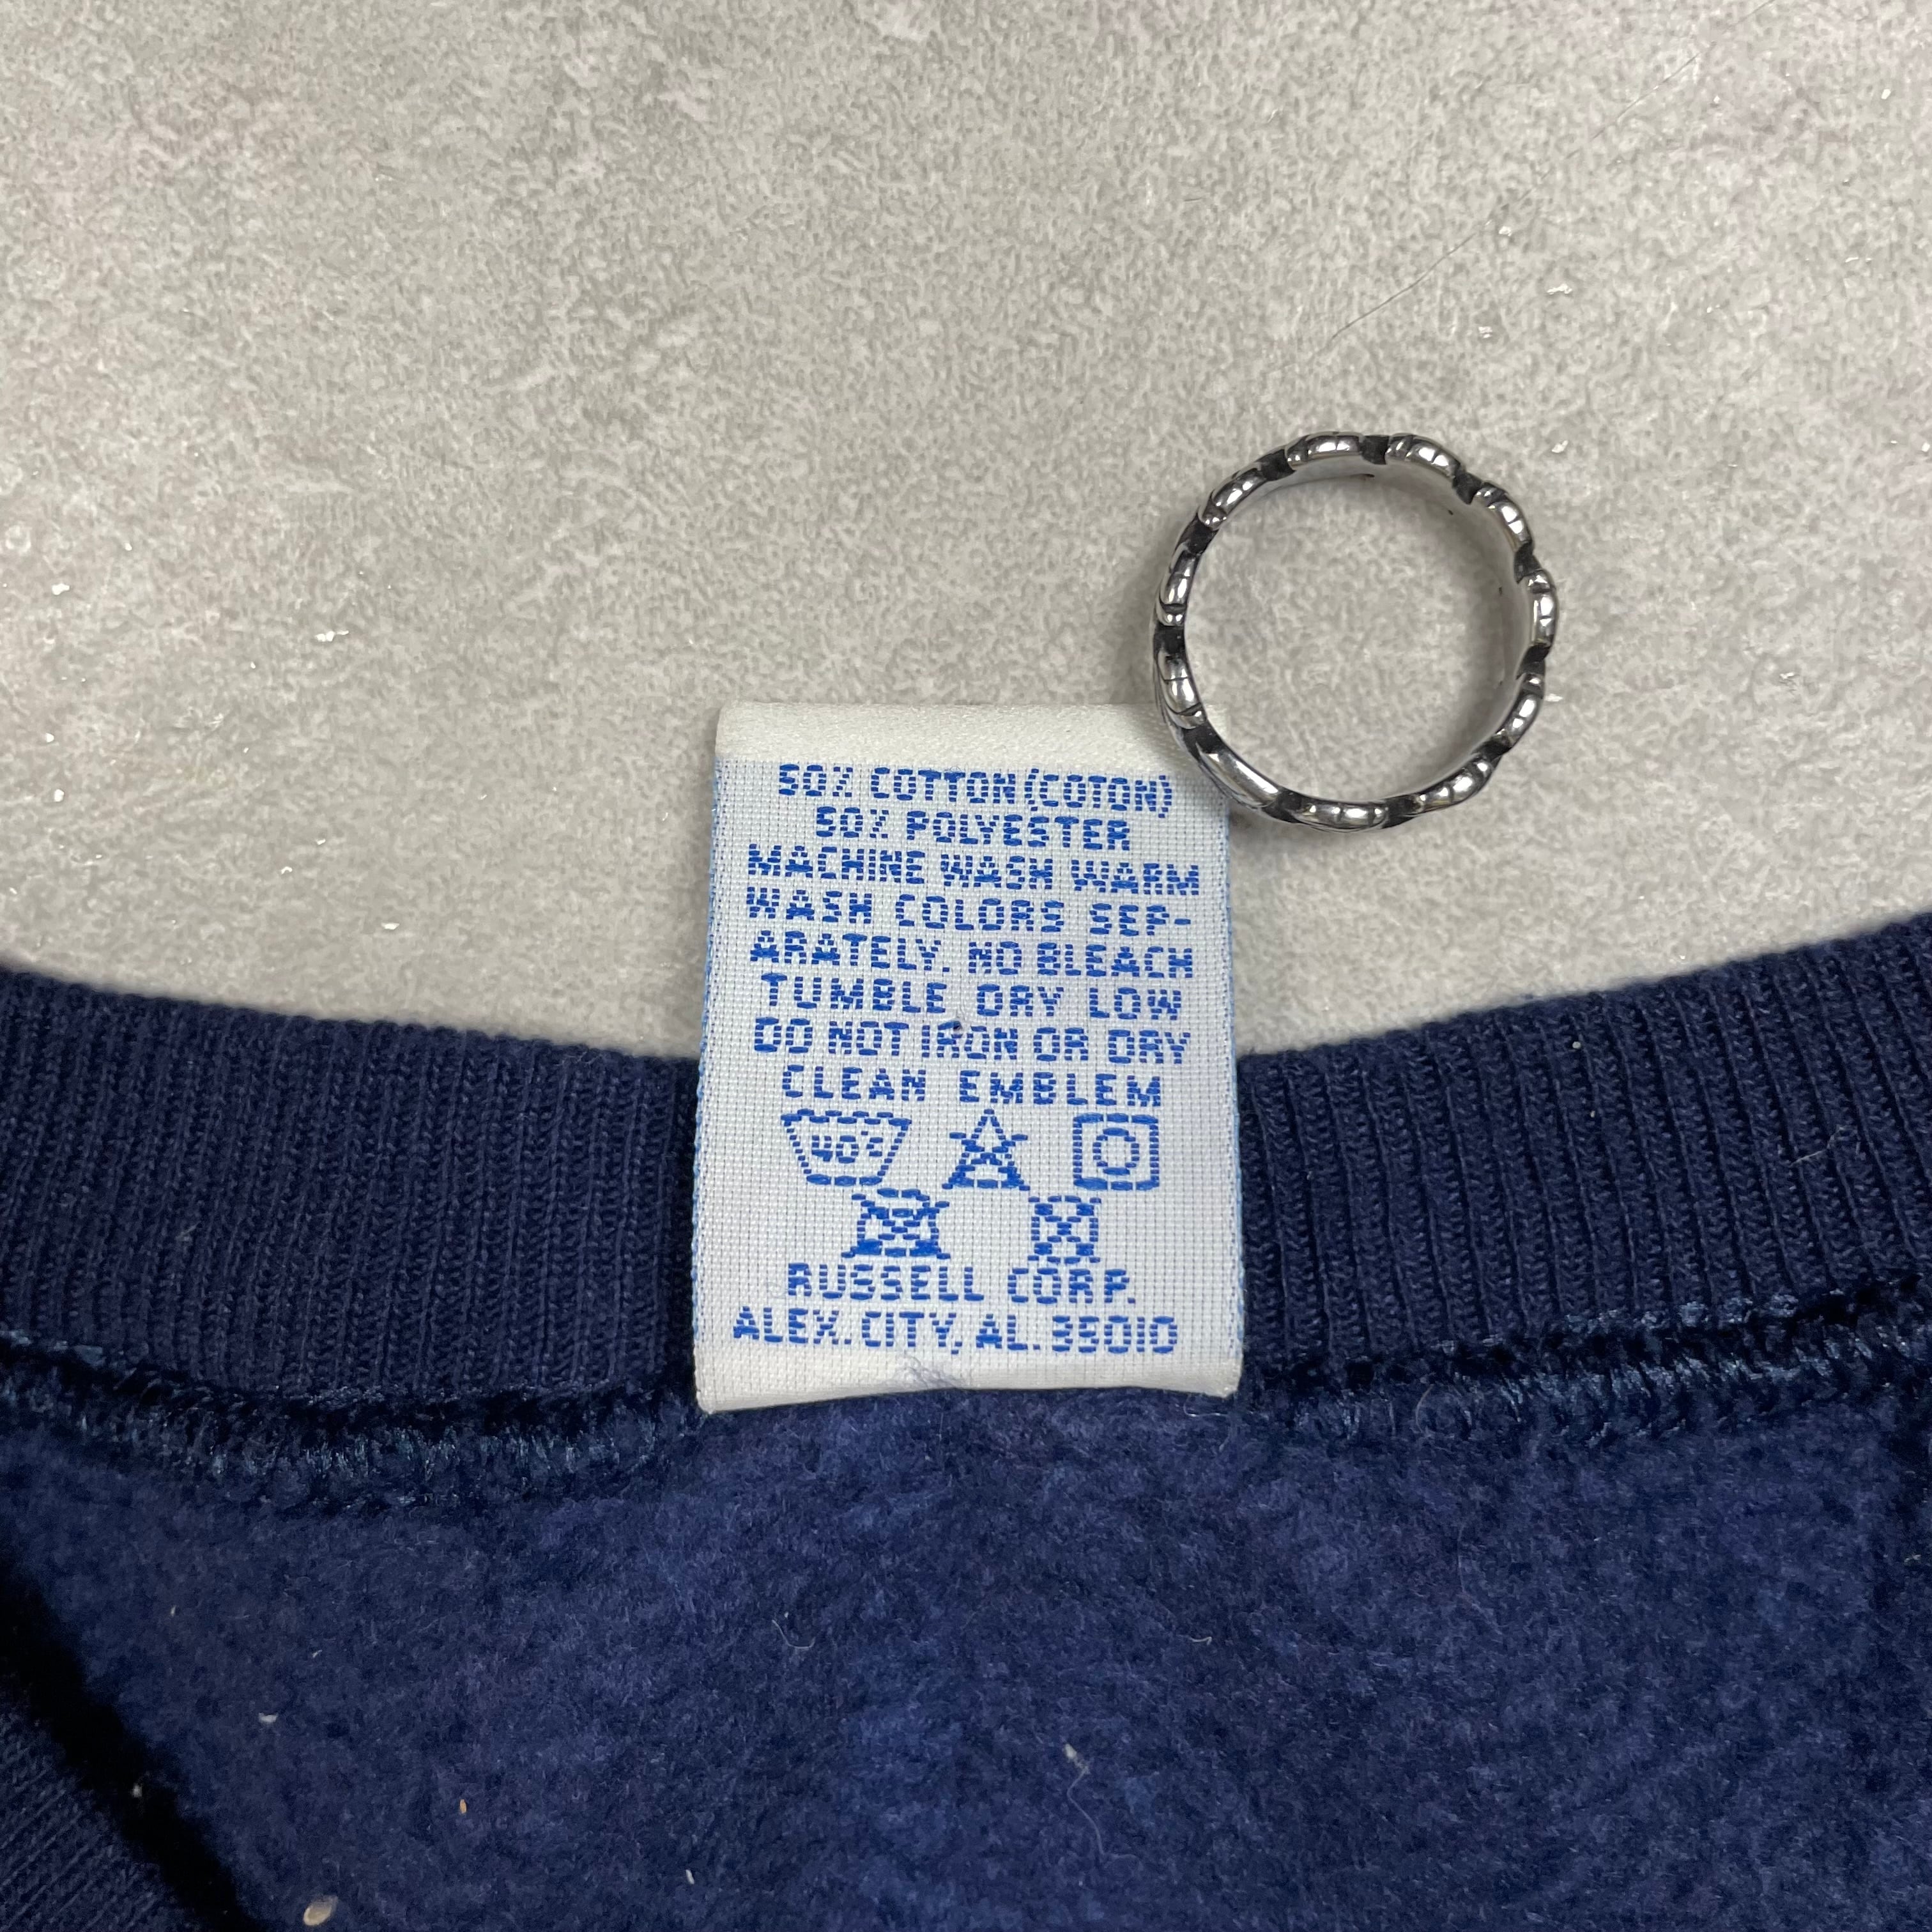 50% COTTON (COTON)
50% POLYESTER
MACHINE WASH WARM
WASH COLORS SEP-
ARATELY. NO BLEACH
TUMBLE DRY LOW
DO NOT IRON OR DRY
CLEAN EMBLEM
40°C
RUSSELL CORP.
ALEX. CITY, AL. 35010